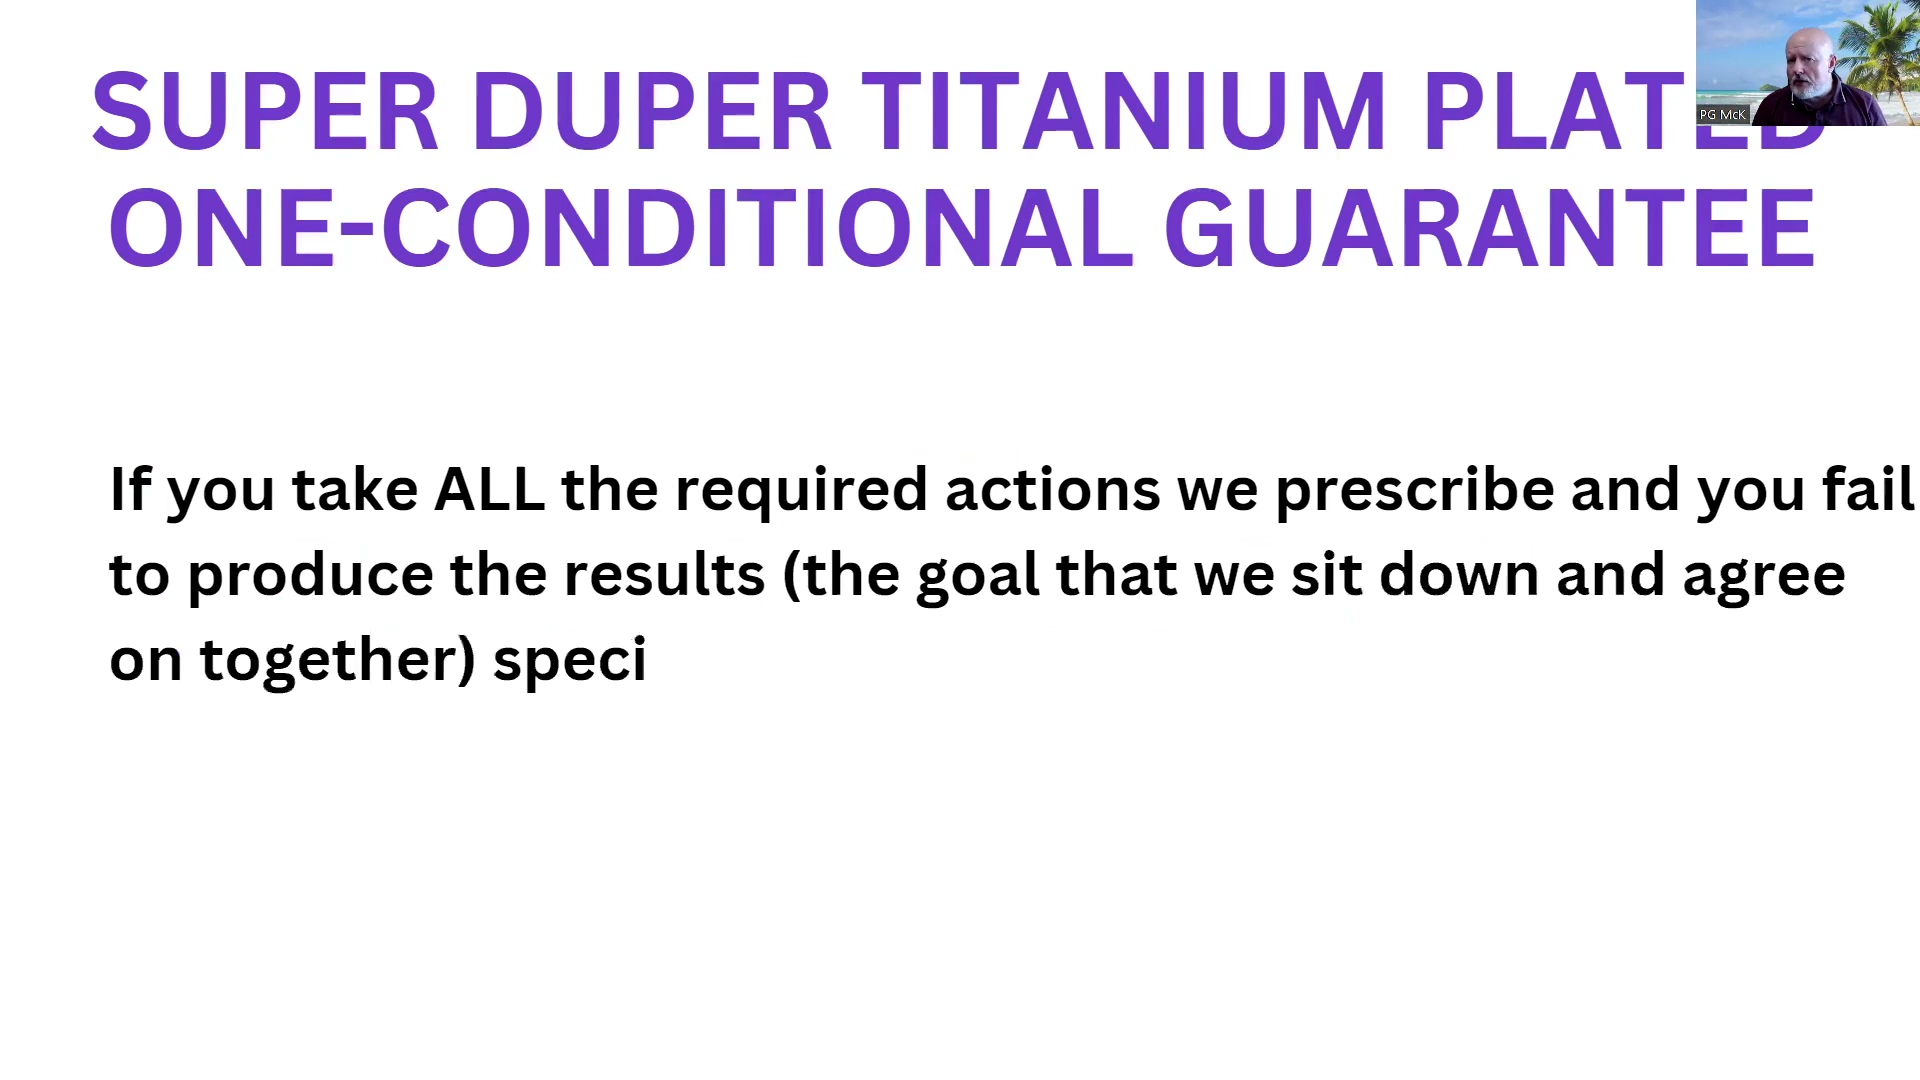 SUPER DUPER TITANIUM PLATED
ONE-CONDITIONAL GUARANTEE
PG McK
If you take ALL the required actions we prescribe and you fail
to produce the results (the goal that we sit down and agree
on together) speci